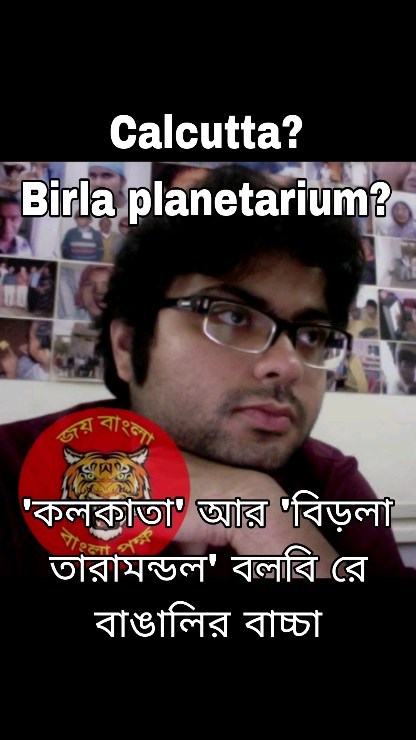 Calcutta?
Birla planetarium?
জয় বাংলা
'কলকাতা' আর 'বিড়লা
বাংলা পক্ষ
তারামন্ডল' বলবি রে
বাঙালির বাচ্চা